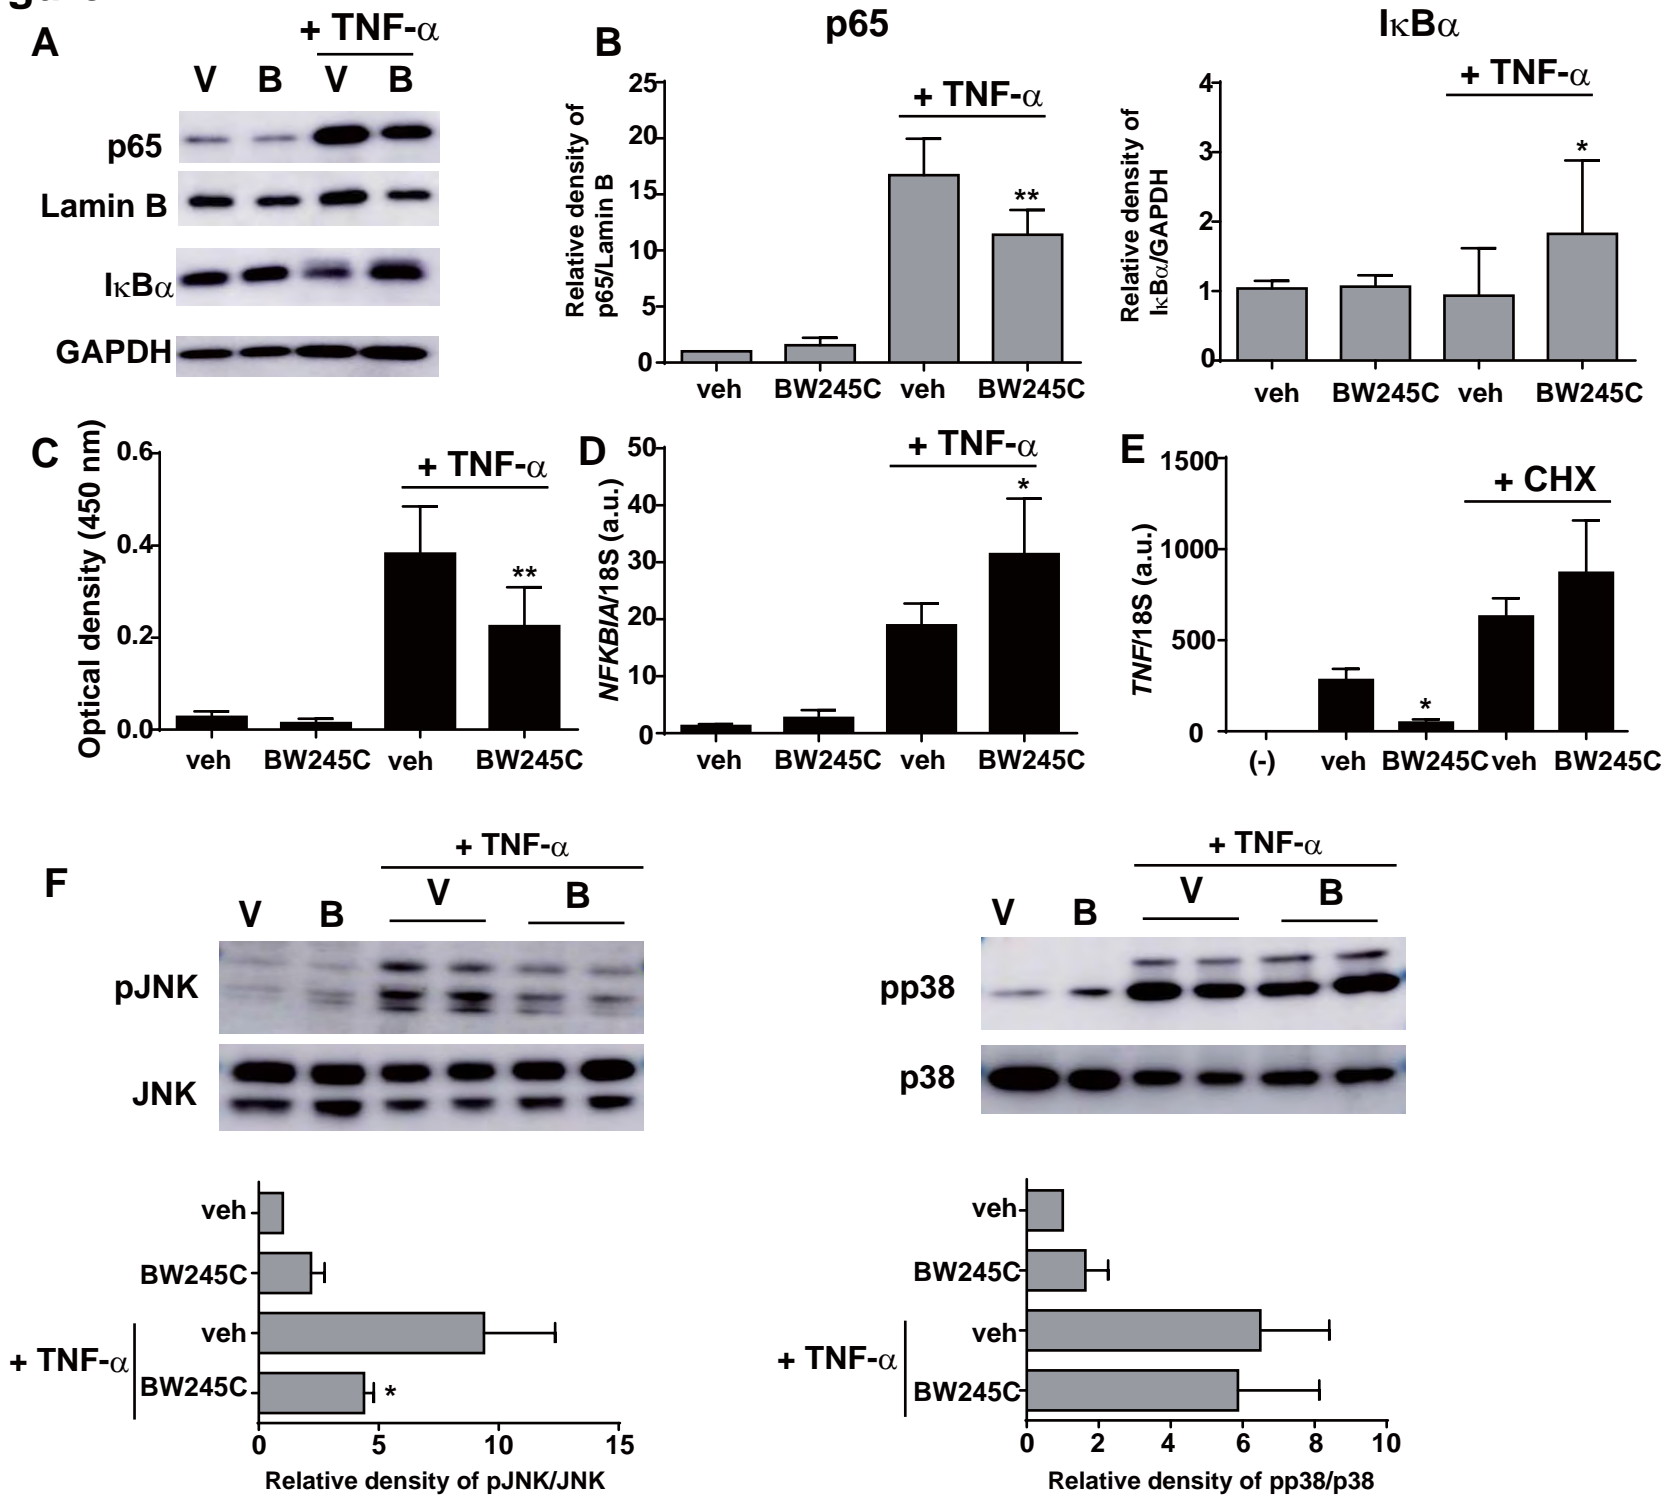 A
+ TNF-α
V B V B
p65
Lamin B
IκBα
GAPDH
B
p65
Relative density of
p65/Lamin B
25
20
15
10
5
0
+ TNF-α
**
veh BW245C veh BW245C
IκBα
Relative density of
IκBα/GAPDH
4
3
2
1
0
+ TNF-α
*
veh BW245C veh BW245C
C
Optical density (450 nm)
0.6
0.4
0.2
0.0
+ TNF-α
**
veh BW245C veh BW245C
D
NFKBIA/18S (a.u.)
50
40
30
20
10
0
+ TNF-α
*
veh BW245C veh BW245C
E
TNF/18S (a.u.)
1500
1000
500
0
+ CHX
*
(-) veh BW245C veh BW245C
F
+ TNF-α
V B V B
pJNK
JNK
veh
BW245C
veh
BW245C
+ TNF-α
*
0 5 10 15
Relative density of pJNK/JNK
+ TNF-α
V B V B
pp38
p38
veh
BW245C
veh
BW245C
+ TNF-α
0 2 4 6 8 10
Relative density of pp38/p38